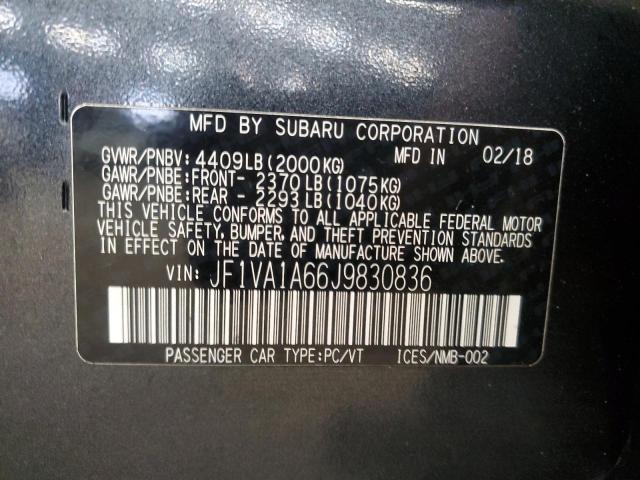 MFD BY SUBARU CORPORATION
GVWR/PNBV: 4409LB(2000KG) MFD IN 02/18
GAWR/PNBE:FRONT- 2370LB(1075KG)
GAWR/PNBE:REAR - 2293LB(1040KG)
THIS VEHICLE CONFORMS TO ALL APPLICABLE FEDERAL MOTOR
VEHICLE SAFETY, BUMPER, AND THEFT PREVENTION STANDARDS
IN EFFECT ON THE DATE OF MANUFACTURE SHOWN ABOVE.
VIN: JF1VA1A66J9830836
PASSENGER CAR TYPE:PC/VT ICES/NMB-002